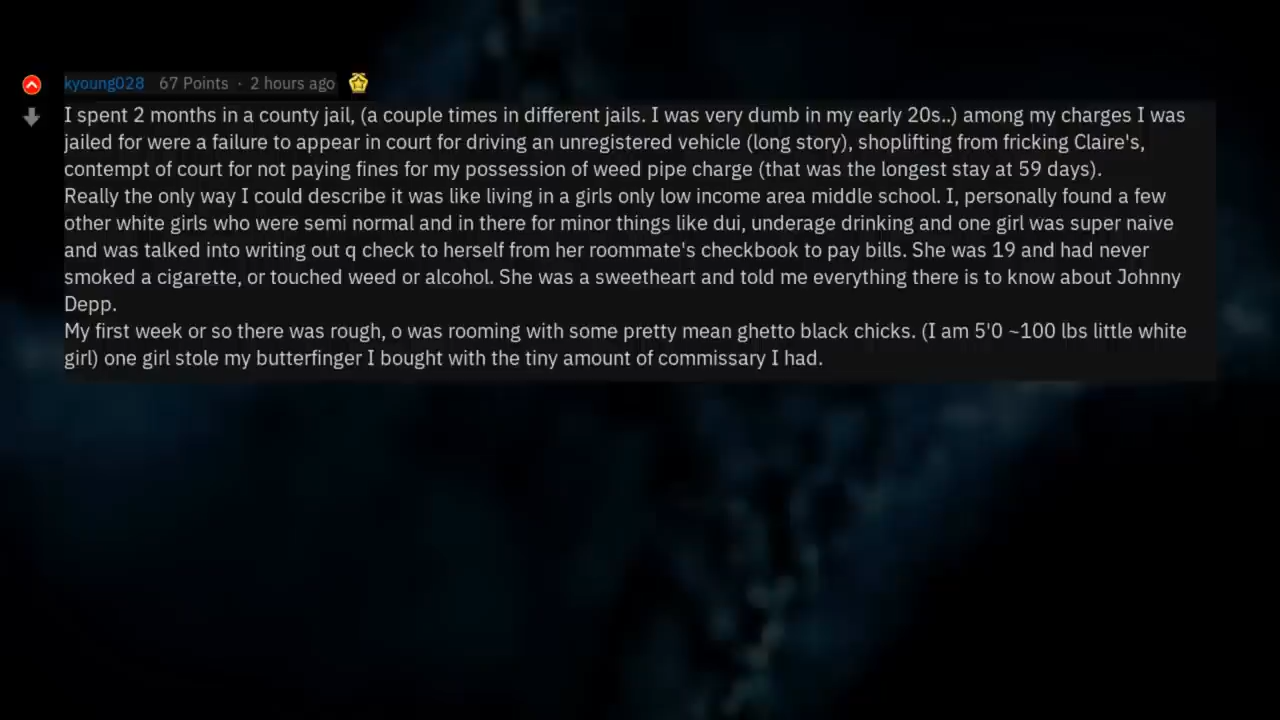 kyoung028 67 Points · 2 hours ago
I spent 2 months in a county jail, (a couple times in different jails. I was very dumb in my early 20s..) among my charges I was
jailed for were a failure to appear in court for driving an unregistered vehicle (long story), shoplifting from fricking Claire's,
contempt of court for not paying fines for my possession of weed pipe charge (that was the longest stay at 59 days).
Really the only way I could describe it was like living in a girls only low income area middle school. I, personally found a few
other white girls who were semi normal and in there for minor things like dui, underage drinking and one girl was super naive
and was talked into writing out q check to herself from her roommate's checkbook to pay bills. She was 19 and had never
smoked a cigarette, or touched weed or alcohol. She was a sweetheart and told me everything there is to know about Johnny
Depp.
My first week or so there was rough, o was rooming with some pretty mean ghetto black chicks. (I am 5'0 ~100 lbs little white
girl) one girl stole my butterfinger I bought with the tiny amount of commissary I had.